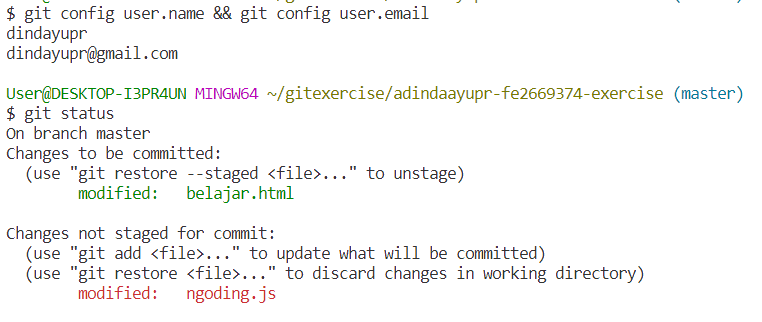 $ git config user.name && git config user.email
dindayupr
dindayupr@gmail.com
User@DESKTOP-I3PR4UN MINGW64 ~/gitexercise/adindaayupr-fe2669374-exercise (master)
$ git status
On branch master
Changes to be committed:
  (use "git restore --staged <file>..." to unstage)
        modified:   belajar.html

Changes not staged for commit:
  (use "git add <file>..." to update what will be committed)
  (use "git restore <file>..." to discard changes in working directory)
        modified:   ngoding.js